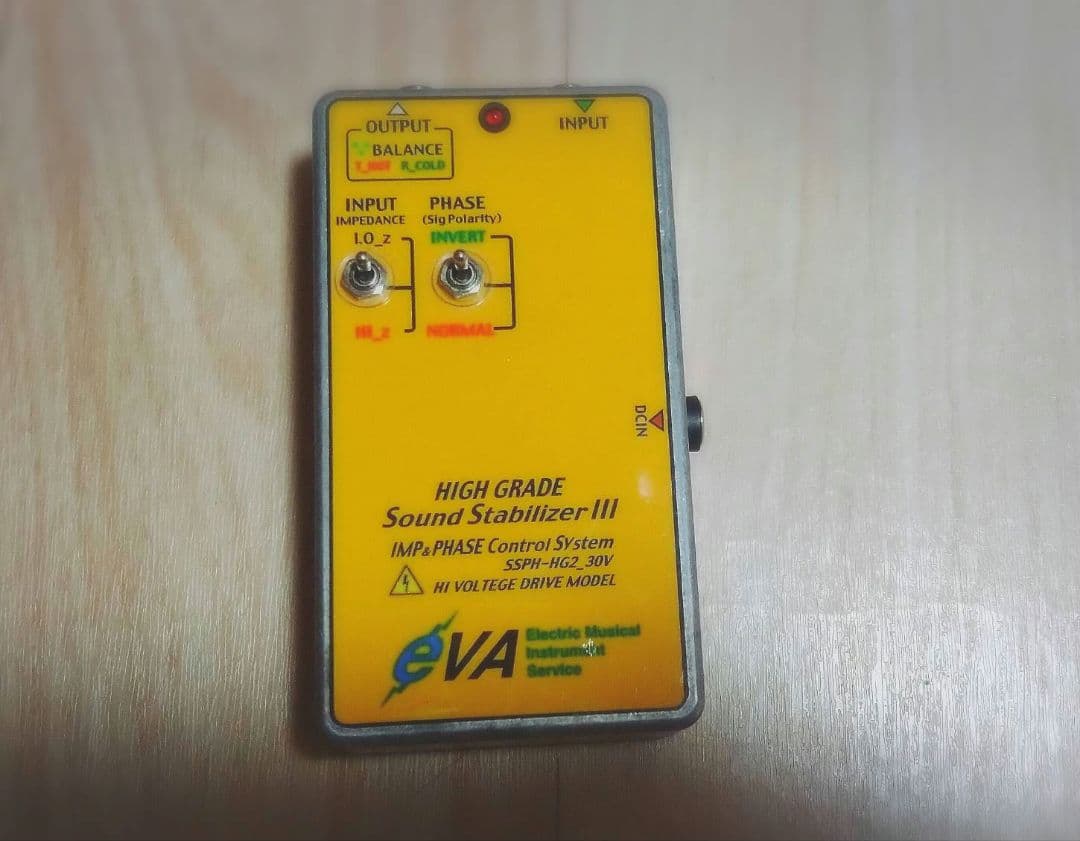 OUTPUT
INPUT
BALANCE
T_HOT R_COLD
INPUT
IMPEDANCE
PHASE
(Sig Polarity)
LO_z
INVERT
HI_z
NORMAL
DCIN
HIGH GRADE
Sound Stabilizer III
IMP&PHASE Control SYstem
SSPH-HG2_30V
HI VOLTEGE DRIVE MODEL
eVA
Electric Musical
Instrument
Service